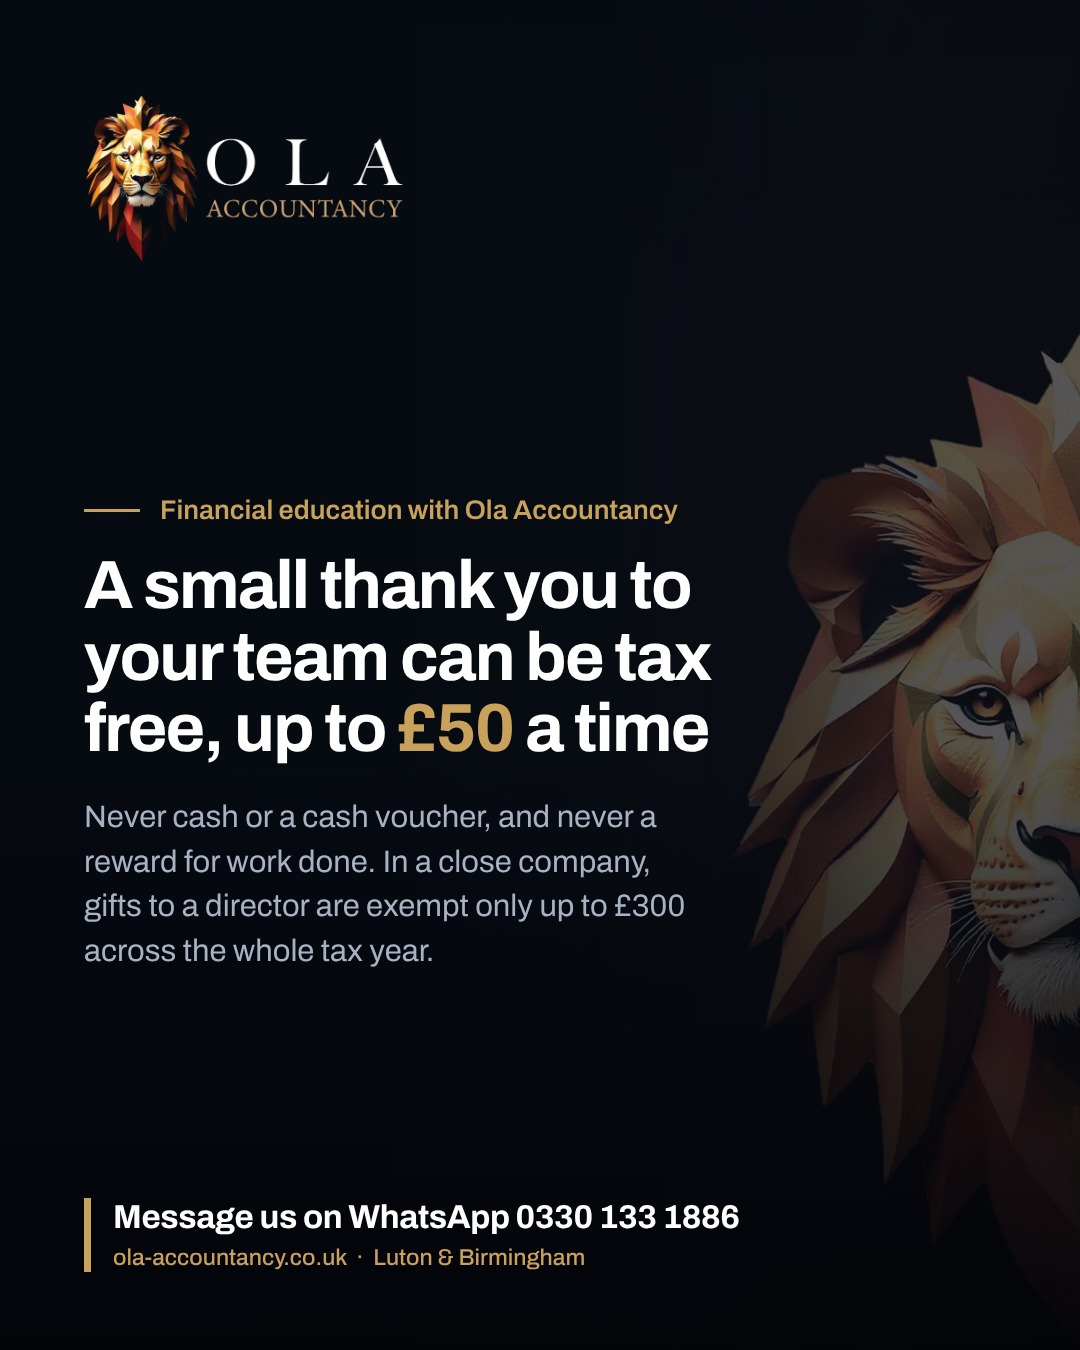 OLA
ACCOUNTANCY
Financial education with Ola Accountancy
A small thank you to
your team can be tax
free, up to £50 a time
Never cash or a cash voucher, and never a
reward for work done. In a close company,
gifts to a director are exempt only up to £300
across the whole tax year.
Message us on WhatsApp 0330 133 1886
ola-accountancy.co.uk · Luton & Birmingham